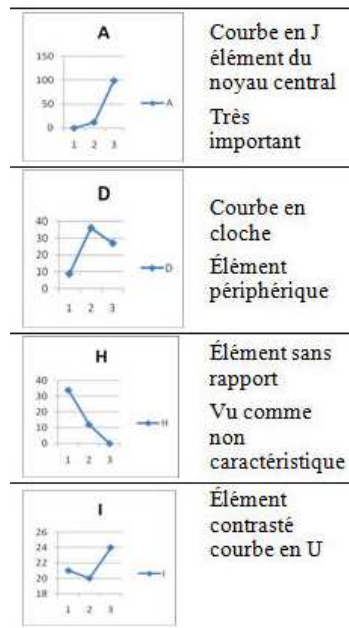 A
150
100
50
0
1 2 3
A
Courbe en J
élément du
noyau central
Très
important
D
40
30
20
10
0
1 2 3
D
Courbe en
cloche
Élément
périphérique
H
40
30
20
10
0
1 2 3
H
Élément sans
rapport
Vu comme
non
caractéristique
I
26
24
22
20
18
1 2 3
I
Élément
contrasté
courbe en U